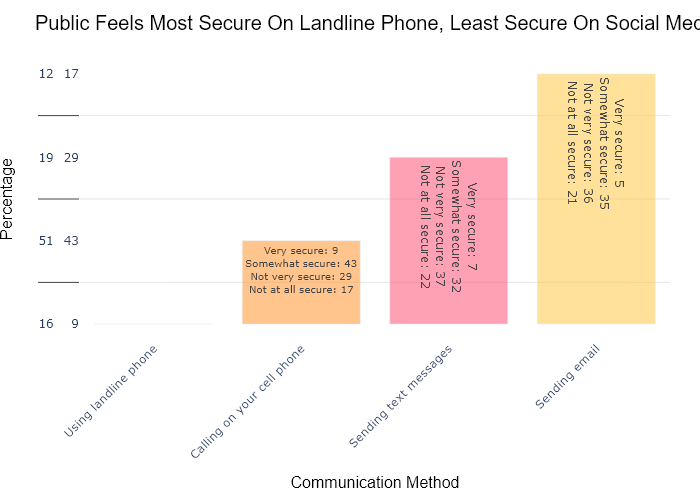 Public Feels Most Secure On Landline Phone, Least Secure On Social Med
Percentage
12 17
19 29
51 43
16 9
Very secure: 9
Somewhat secure: 43
Not very secure: 29
Not at all secure: 17
Very secure: 7
Somewhat secure: 32
Not very secure: 37
Not at all secure: 22
Very secure: 5
Somewhat secure: 35
Not very secure: 36
Not at all secure: 21
Using landline phone
Calling on your cell phone
Sending text messages
Sending email
Communication Method